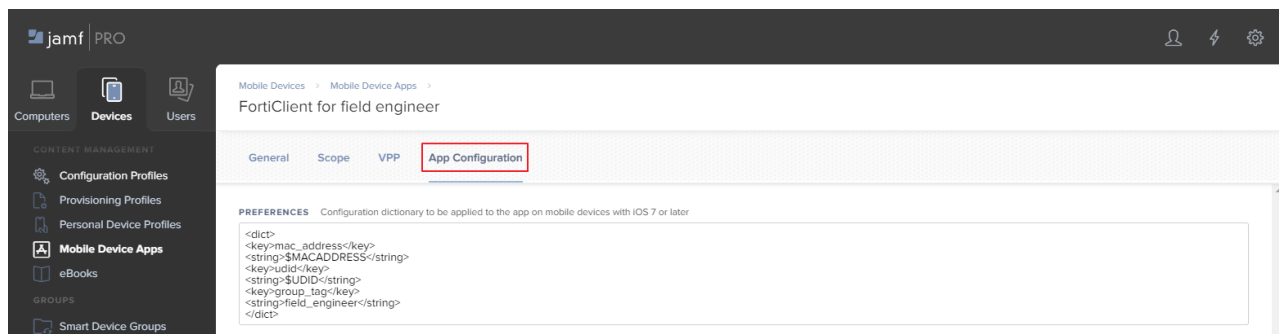 jamf PRO
Computers
Devices
Users
CONTENT MANAGEMENT
Configuration Profiles
Provisioning Profiles
Personal Device Profiles
Mobile Device Apps
eBooks
GROUPS
Smart Device Groups
Mobile Devices > Mobile Device Apps >
FortiClient for field engineer
General Scope VPP App Configuration
PREFERENCES Configuration dictionary to be applied to the app on mobile devices with iOS 7 or later
<dict>
<key>mac_address</key>
<string>$MACADDRESS</string>
<key>udid</key>
<string>$UDID</string>
<key>group_tag</key>
<string>field_engineer</string>
</dict>